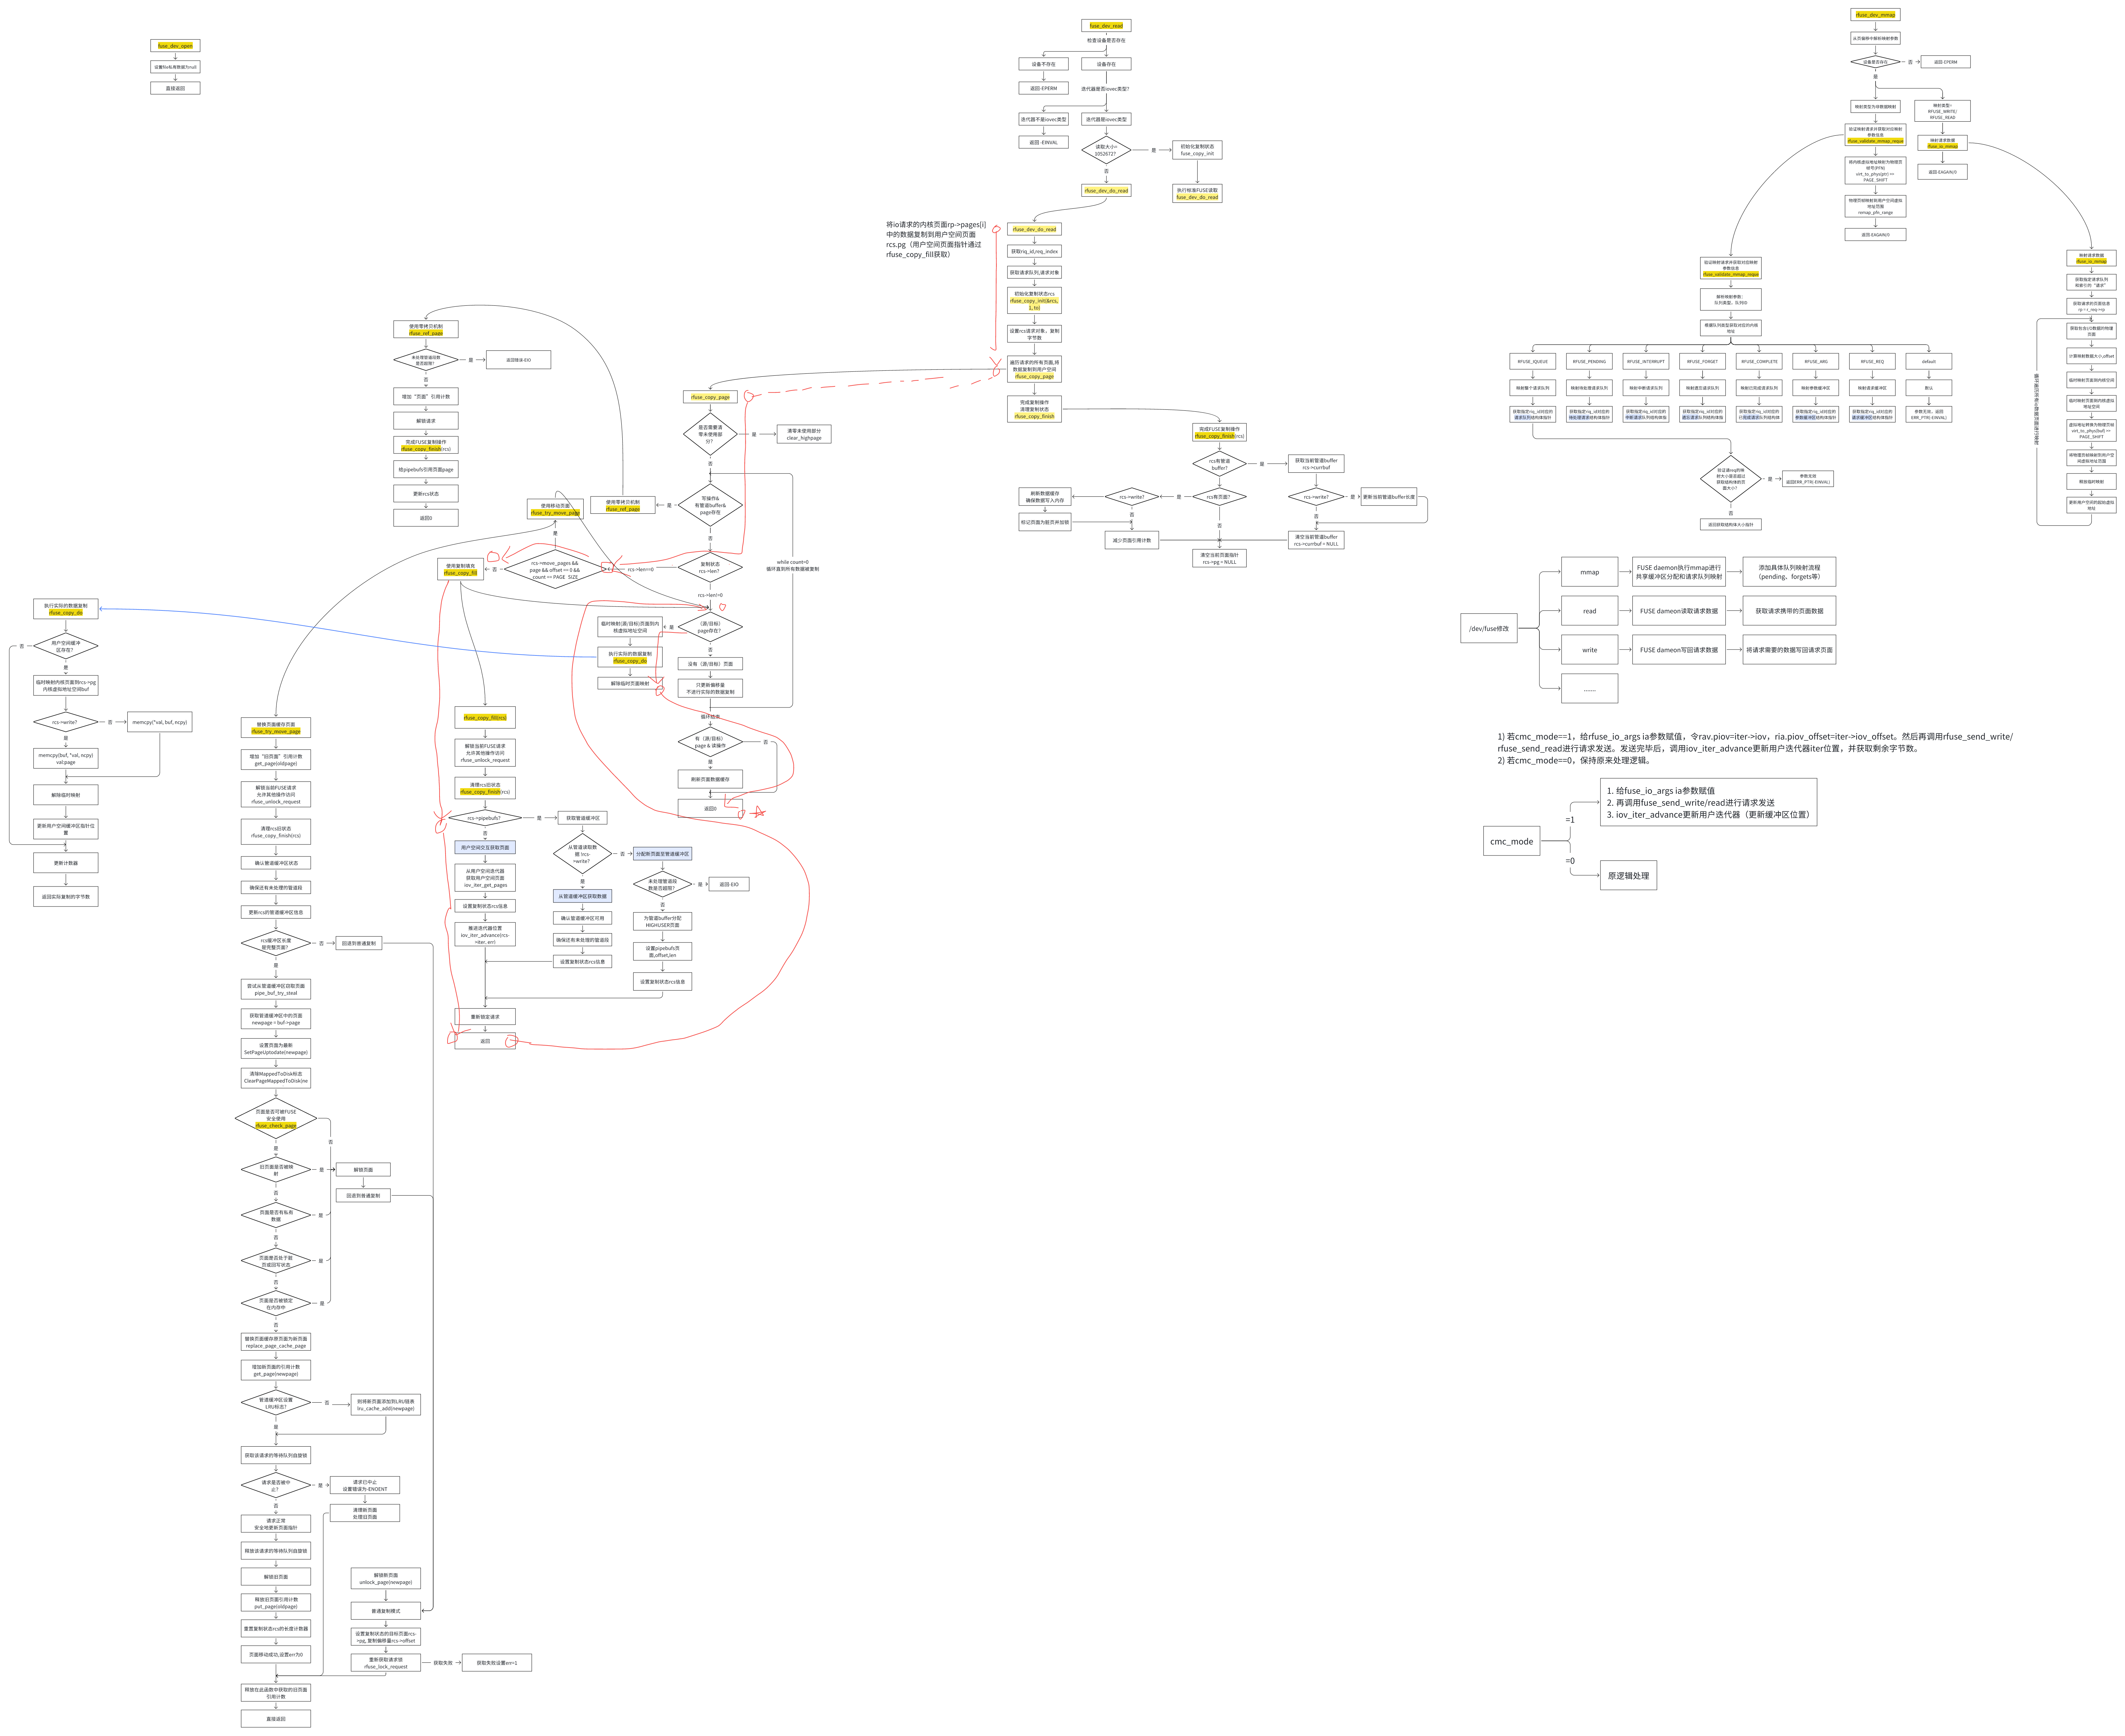 fuse_dev_open
设置file私有数据为null
直接返回
fuse_dev_read
检查设备是否存在
设备不存在
设备存在
返回-EPERM
迭代器是否iovec类型?
迭代器不是iovec类型
迭代器是iovec类型
返回 -EINVAL
读取大小=
1052672?
是
初始化复制状态
fuse_copy_init
否
执行标准FUSE读取
fuse_dev_do_read
rfuse_dev_do_read
将io请求的内核页面rp->pages[i]
中的数据复制到用户空间页面
rcs.pg（用户空间页面指针通过
rfuse_copy_fill获取）
rfuse_dev_do_read
获取riq_id,req_index
获取请求队列,请求对象
初始化复制状态rcs
rfuse_copy_init(&rcs,
1, to)
设置rcs请求对象，复制
字节数
遍历请求的所有页面,将
数据复制到用户空间
rfuse_copy_page
完成复制操作
清理复制状态
rfuse_copy_finish
完成FUSE复制操作
rfuse_copy_finish(rcs)
rcs有管道
buffer?
是
获取当前管道buffer
rcs->currbuf
rcs有页面?
是
rcs->write?
刷新数据缓存
确保数据写入内存
标记页面为脏页并加锁
否
减少页面引用计数
rcs->write?
是
更新当前管道buffer长度
否
清空当前管道buffer
rcs->currbuf = NULL
否
清空当前页面指针
rcs->pg = NULL
使用零拷贝机制
rfuse_ref_page
未处理管道段数
是否超限?
是
返回错误-EIO
否
增加“页面”引用计数
解锁请求
完成FUSE复制操作
rfuse_copy_finish(rcs)
给pipebufs引用页面page
更新rcs状态
返回0
rfuse_copy_page
是否需要清
零未使用部
分?
是
清零未使用部分
clear_highpage
否
写操作&
有管道buffer&
page存在
是
使用零拷贝机制
rfuse_ref_page
否
复制状态
rcs->len?
rcs->len==0
rcs->move_pages &&
page && offset == 0 &&
count == PAGE_SIZE
是
使用移动页面
rfuse_try_move_page
否
使用复制填充
rfuse_copy_fill
while count=0
循环直到所有数据被复制
rcs->len!=0
（源/目标）
page存在?
是
临时映射(源/目标)页面到内
核虚拟地址空间
执行实际的数据复制
rfuse_copy_do
解除临时页面映射
否
没有（源/目标）页面
只更新偏移量
不进行实际的数据复制
循环结束
有（源/目标）
page & 读操作
否
是
刷新页面数据缓存
返回0
执行实际的数据复制
rfuse_copy_do
用户空间缓冲
区存在?
否
是
临时映射内核页面到rcs->pg
内核虚拟地址空间buf
rcs->write?
否
memcpy(*val, buf, ncpy)
是
memcpy(buf, *val, ncpy)
val:page
解除临时映射
更新用户空间缓冲区指针位
置
更新计数器
返回实际复制的字节数
替换页面缓存页面
rfuse_try_move_page
增加“旧页面”引用计数
get_page(oldpage)
解锁当前FUSE请求
允许其他操作访问
rfuse_unlock_request
清理rcs旧状态
rfuse_copy_finish(rcs)
确认管道缓冲区状态
确保还有未处理的管道段
更新rcs的管道缓冲区信息
rcs缓冲区长度
是完整页面?
否
回退到普通复制
是
尝试从管道缓冲区窃取页面
pipe_buf_try_steal
获取管道缓冲区中的页面
newpage = buf->page
设置页面为最新
SetPageUptodate(newpage)
清除MappedToDisk标志
ClearPageMappedToDisk(ne
页面是否可被FUSE
安全使用
rfuse_check_page
否
是
旧页面是否被映
射
是
解锁页面
回退到普通复制
否
页面是否有私有
数据
是
否
页面是否处于脏
页或回写状态
是
否
页面是否被锁定
在内存中
是
否
替换页面缓存原页面为新页面
replace_page_cache_page
增加新页面的引用计数
get_page(newpage)
管道缓冲区设置
LRU标志?
否
则将新页面添加到LRU链表
lru_cache_add(newpage)
是
获取该请求的等待队列自旋锁
请求是否被中
止?
是
请求已中止
设置错误为-ENOENT
清理新页面
处理旧页面
否
请求正常
安全地更新页面指针
释放该请求的等待队列自旋锁
解锁旧页面
释放旧页面引用计数
put_page(oldpage)
重置复制状态rcs的长度计数器
页面移动成功,设置err为0
解锁新页面
unlock_page(newpage)
普通复制模式
设置复制状态的目标页面rcs-
>pg, 复制偏移量rcs->offset
重新获取请求锁
rfuse_lock_request
获取失败
获取失败设置err=1
释放在此函数中获取的旧页面
引用计数
直接返回
rfuse_copy_fill(rcs)
解锁当前FUSE请求
允许其他操作访问
rfuse_unlock_request
清理rcs旧状态
rfuse_copy_finish(rcs)
rcs->pipebufs?
是
获取管道缓冲区
否
用户空间交互获取页面
从用户空间迭代器
获取用户空间页面
iov_iter_get_pages
设置复制状态rcs信息
推进迭代器位置
iov_iter_advance(rcs-
>iter, err)
从管道读取数
据 !rcs-
>write?
否
分配新页面至管道缓冲区
是
从管道缓冲区获取数据
确认管道缓冲区可用
确保还有未处理的管道段
设置复制状态rcs信息
未处理管道段
数是否超限?
是
返回-EIO
否
为管道buffer分配
HIGHUSER页面
设置pipebufs页
面,offset,len
设置复制状态rcs信息
重新锁定请求
返回
rfuse_dev_mmap
从页偏移中解析映射参数
设备是否存在
否
返回-EPERM
是
映射类型为非数据映射
映射类型=
RFUSE_WRITE/
RFUSE_READ
验证映射请求并获取对应映射
参数信息
rfuse_validate_mmap_reque
映射请求数据
rfuse_io_mmap
将内核虚拟地址映射为物理页
帧号(PFN)
virt_to_phys(ptr) >>
PAGE_SHIFT
返回-EAGAIN/0
物理页帧映射到用户空间虚拟
地址范围
remap_pfn_range
返回-EAGAIN/0
验证映射请求并获取对应映射
参数信息
rfuse_validate_mmap_reque
解析映射参数:
队列类型，队列ID
根据队列类型获取对应的内核
地址
RFUSE_IQUEUE
RFUSE_PENDING
RFUSE_INTERRUPT
RFUSE_FORGET
RFUSE_COMPLETE
RFUSE_ARG
RFUSE_REQ
default
映射整个请求队列
映射待处理请求队列
映射中断请求队列
映射遗忘请求队列
映射已完成请求队列
映射参数缓冲区
映射请求缓冲区
默认
获取指定riq_id对应的
请求队列结构体指针
获取指定riq_id对应的
待处理请求结构体指针
获取指定riq_id对应的
中断请求队列结构体指
获取指定riq_id对应的
遗忘请求队列结构体指
获取指定riq_id对应的
已完成请求队列结构体
获取指定riq_id对应的
参数缓冲区结构体指针
获取指定riq_id对应的
请求缓冲区结构体指针
参数无效，返回
ERR_PTR(-EINVAL)
验证该req的映
射大小是否超过
获取结构体的页
面大小?
是
参数无效
返回ERR_PTR(-EINVAL)
否
返回获取结构体大小指针
映射请求数据
rfuse_io_mmap
获取指定请求队列
和索引的“请求”
获取请求的页面信息
rp = r_req->rp
获取包含I/O数据的物理
页面
计算映射数据大小,offset
临时映射页面到内核空间
临时映射页面到内核虚拟
地址空间
虚拟地址转换为物理页帧
virt_to_phys(buf) >>
PAGE_SHIFT
将物理页帧映射到用户空
间虚拟地址页面
释放临时映射
更新用户空间的起始虚拟
地址
循环遍历所有io数据页面进行映射
/dev/fuse修改
mmap
FUSE daemon执行mmap进行
共享缓冲区分配和请求队列映射
添加具体队列映射流程
（pending、forgets等）
read
FUSE dameon读取请求数据
获取请求携带的页面数据
write
FUSE dameon写回请求数据
将请求需要的数据写回请求页面
......
1) 若cmc_mode==1，给rfuse_io_args ia参数赋值，令rav.piov=iter->iov，ria.piov_offset=iter->iov_offset。然后再调用rfuse_send_write/
rfuse_send_read进行请求发送。发送完毕后，调用iov_iter_advance更新用户迭代器iter位置，并获取剩余字节数。
2) 若cmc_mode==0，保持原来处理逻辑。
cmc_mode
=1
1. 给fuse_io_args ia参数赋值
2. 再调用fuse_send_write/read进行请求发送
3. iov_iter_advance更新用户迭代器（更新缓冲区位置）
=0
原逻辑处理